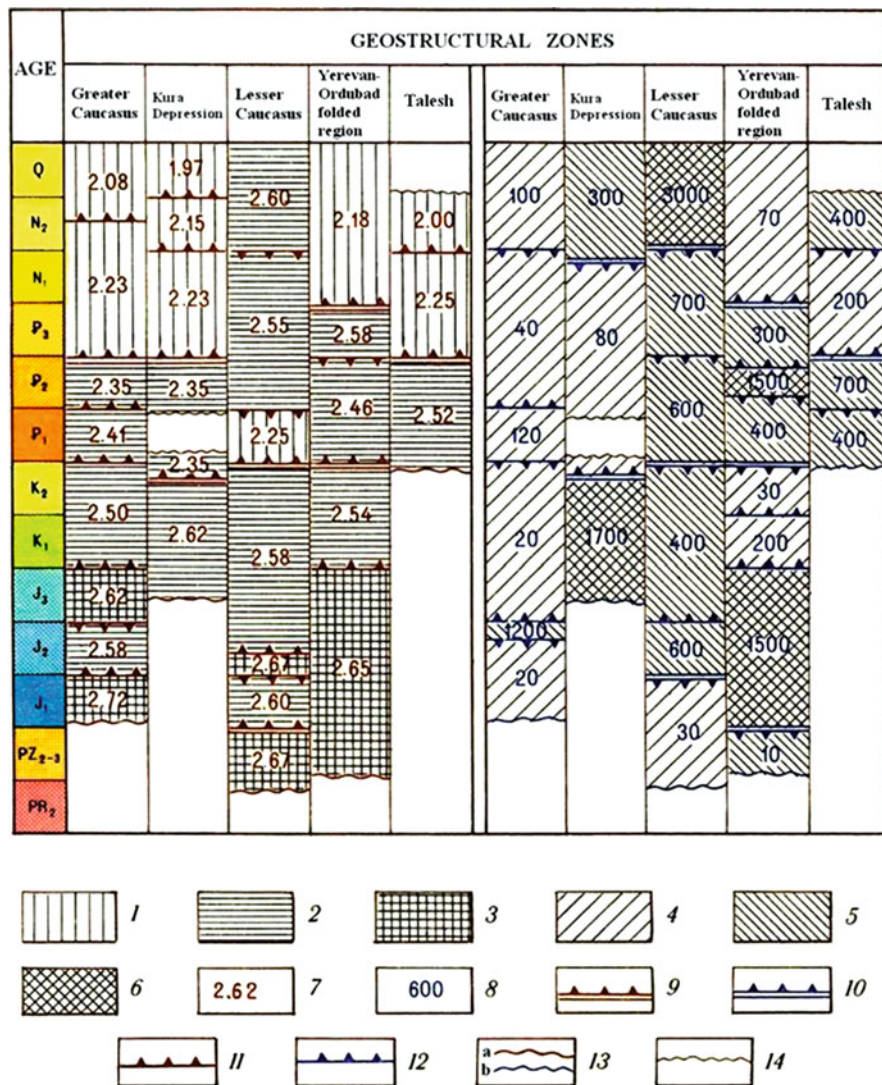 GEOSTRUCTURAL ZONES
AGE
Greater Caucasus Kura Depression Lesser Caucasus Yerevan-Ordubad folded region Talesh Greater Caucasus Kura Depression Lesser Caucasus Yerevan-Ordubad folded region Talesh
Q 2.08 1.97 2.60 2.18 100 300 3000 70
N₂ 2.15 2.00 400
N₁ 2.23 2.23 2.55 2.25 40 80 700 200
P₃ 2.58 300
P₂ 2.35 2.35 2.46 2.52 600 1500 700
P₁ 2.41 2.25 120 400 400
K₂ 2.50 2.35 2.54 20 30
K₁ 2.62 2.58 1700 400 200
J₃ 2.62
J₂ 2.58 2.67 2.65 1200 600 1500
J₁ 2.72 2.60 20 30
PZ₂₋₃ 2.67 10
PR₂
1 2 3 4 5
6 2.62 7 600 8 9 10
11 12 a b 13 14